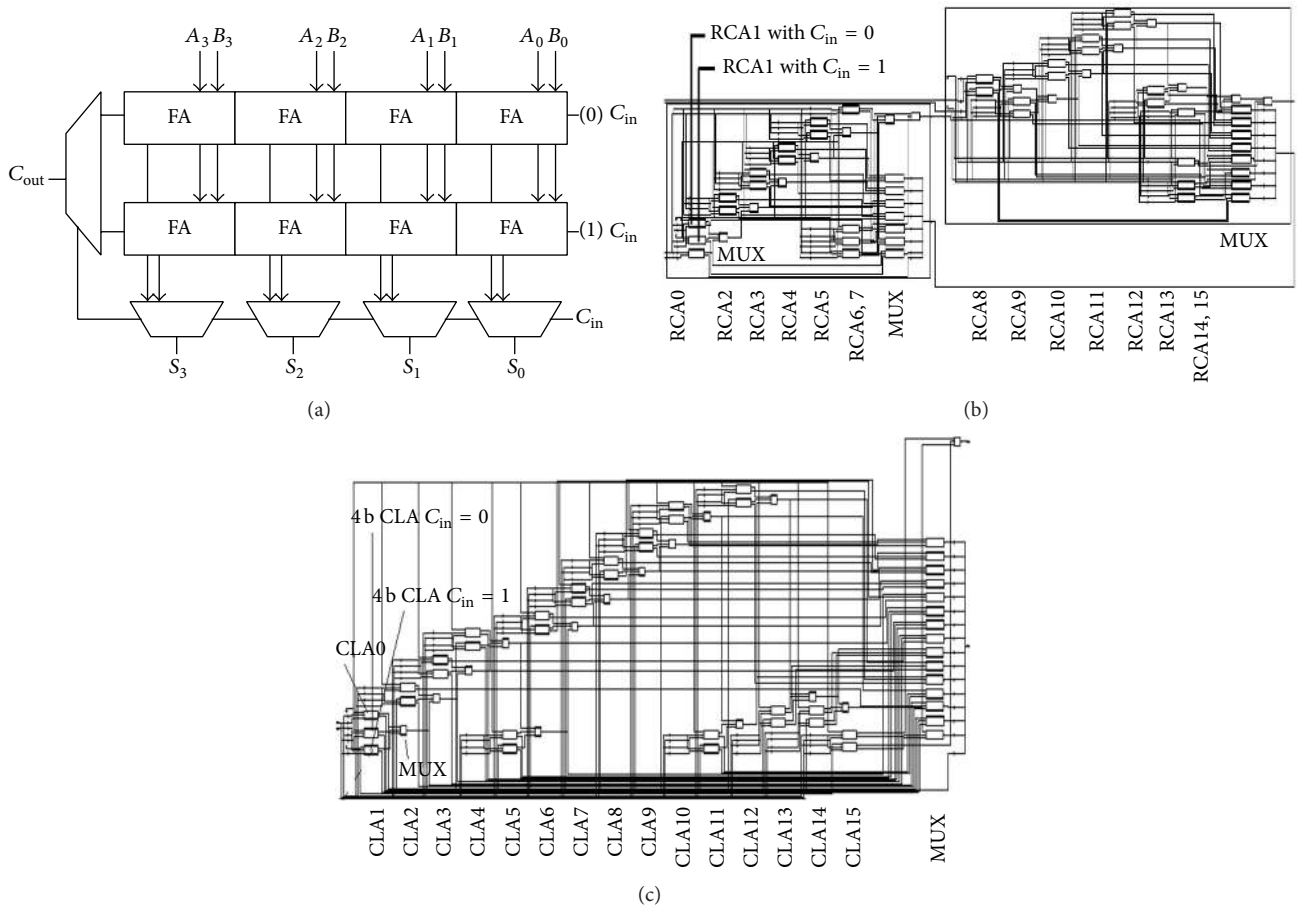 A3 B3 A2 B2 A1 B1 A0 B0
FA FA FA FA (0) Cin
Cout
FA FA FA FA (1) Cin
Cin
S3 S2 S1 S0
(a)
RCA1 with Cin = 0
RCA1 with Cin = 1
MUX
MUX
RCA0
RCA2
RCA3
RCA4
RCA5
RCA6, 7
MUX
RCA8
RCA9
RCA10
RCA11
RCA12
RCA13
RCA14, 15
(b)
4 b CLA Cin = 0
4 b CLA Cin = 1
CLA0
MUX
CLA1
CLA2
CLA3
CLA4
CLA5
CLA6
CLA7
CLA8
CLA9
CLA10
CLA11
CLA12
CLA13
CLA14
CLA15
MUX
(c)